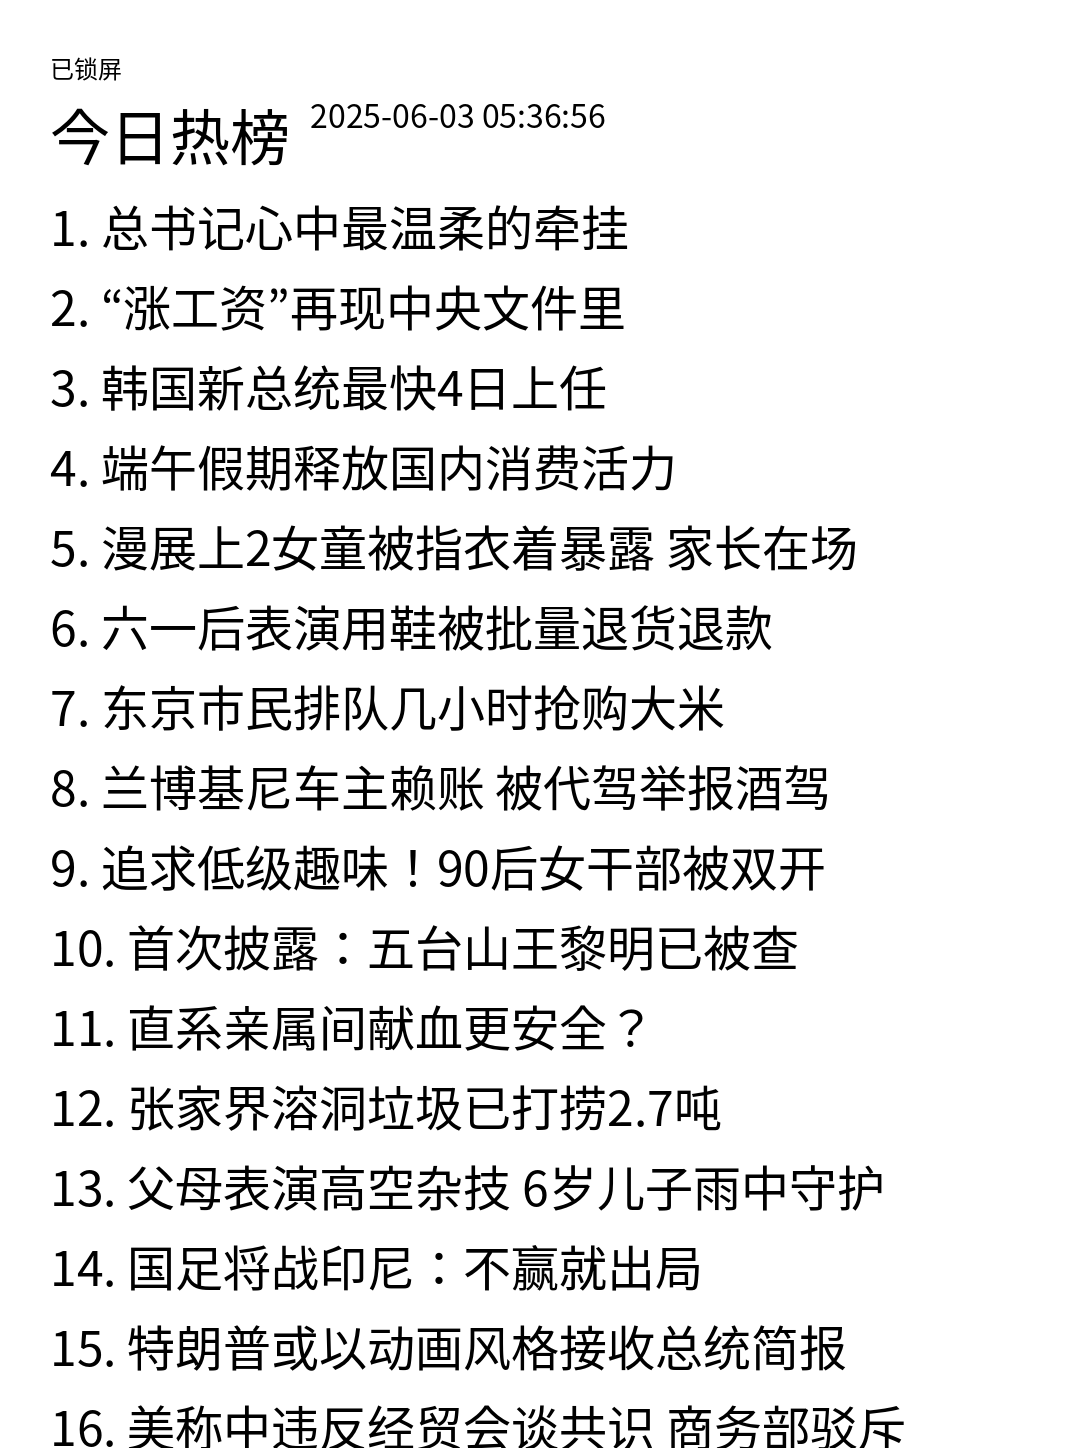 已锁屏
今日热榜 2025-06-03 05:36:56
1. 总书记心中最温柔的牵挂
2. “涨工资”再现中央文件里
3. 韩国新总统最快4日上任
4. 端午假期释放国内消费活力
5. 漫展上2女童被指衣着暴露 家长在场
6. 六一后表演用鞋被批量退货退款
7. 东京市民排队几小时抢购大米
8. 兰博基尼车主赖账 被代驾举报酒驾
9. 追求低级趣味！90后女干部被双开
10. 首次披露：五台山王黎明已被查
11. 直系亲属间献血更安全？
12. 张家界溶洞垃圾已打捞2.7吨
13. 父母表演高空杂技 6岁儿子雨中守护
14. 国足将战印尼：不赢就出局
15. 特朗普或以动画风格接收总统简报
16. 美称中违反经贸会谈共识 商务部驳斥